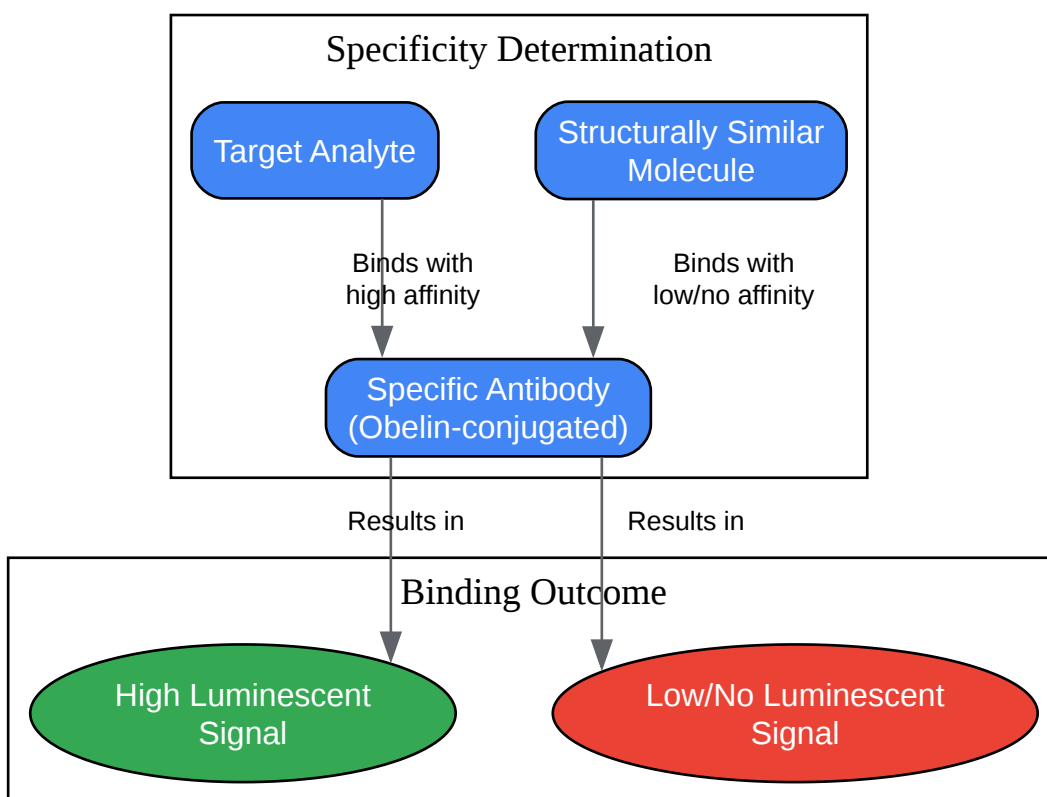 Specificity Determination
Target Analyte
Structurally Similar
Molecule
Binds with
high affinity
Binds with
low/no affinity
Specific Antibody
(Obelin-conjugated)
Results in
Results in
Binding Outcome
High Luminescent
Signal
Low/No Luminescent
Signal